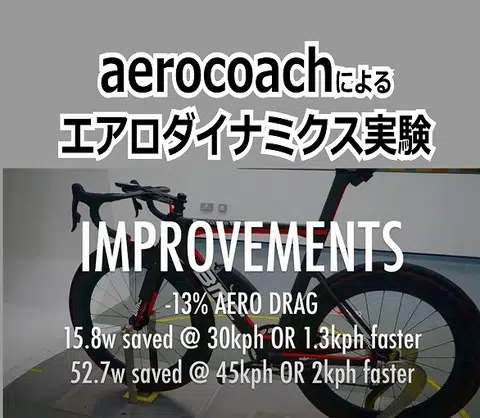 aerocoachによる
エアロダイナミクス実験
IMPROVEMENTS
-13% AERO DRAG
15.8w saved @ 30kph OR 1.3kph faster
52.7w saved @ 45kph OR 2kph faster